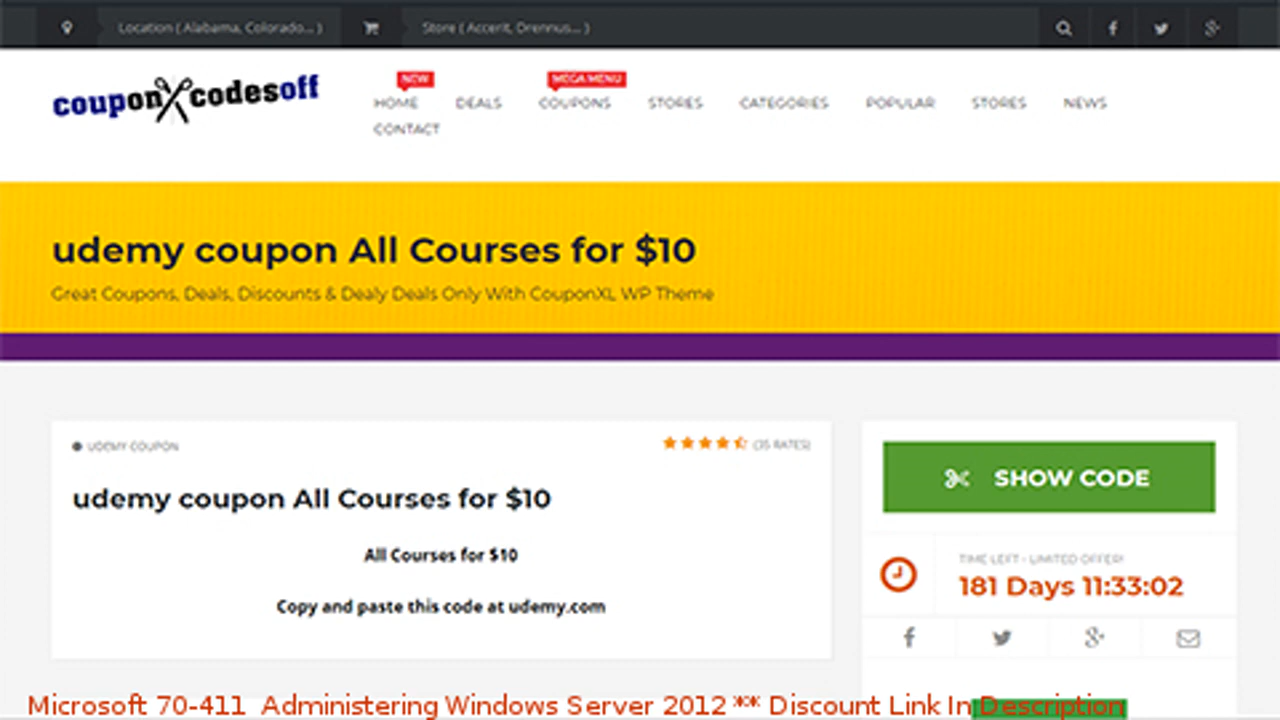 Location ( Alabama, Colorado... )
Store ( Accerit, Drennus... )
couponXcodesoff
NEW
MEGA MENU
HOME DEALS COUPONS STORES CATEGORIES POPULAR STORES NEWS
CONTACT
udemy coupon All Courses for $10
Great Coupons, Deals, Discounts & Dealy Deals Only With CouponXL WP Theme
UDEMY COUPON
(35 RATES)
SHOW CODE
udemy coupon All Courses for $10
All Courses for $10
TIME LEFT - LIMITED OFFER!
181 Days 11:33:02
Copy and paste this code at udemy.com
Microsoft 70-411 Administering Windows Server 2012 ** Discount Link In Description